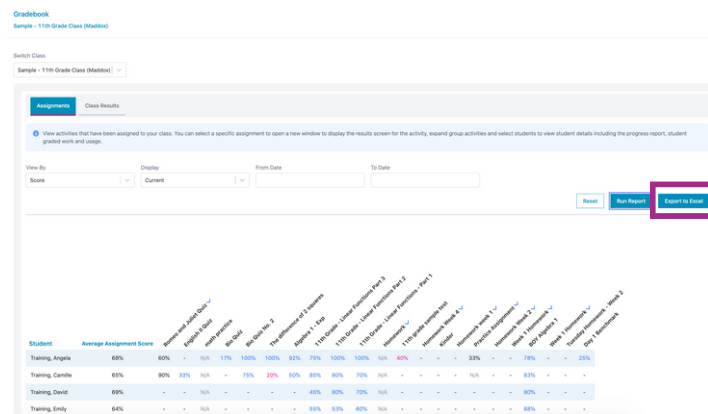 Gradebook
Sample - 11th Grade Class (Maddox)
Switch Class
Sample - 11th Grade Class (Maddox)
Assignments Class Results
View activities that have been assigned to your class. You can select a specific assignment to open a new window to display the results screen for the activity, expand group activities and select students to view student details including the progress report, student
graded work and usage.
View By Display From Date To Date
Score Current
Reset Run Report Export to Excel
Student Average Assignment Score Romeo and Juliet Quiz English II Quiz math practice Bio Quiz Bio Quiz No. 2 The difference of 2 squares Algebra 1 - Exp 11th Grade - Linear Functions Part 3 11th Grade - Linear Functions Part 2 11th Grade - Linear Functions - Part 1 Homework 11th grade sample test Homework Week 4 Kinder Homework week 1 Practice Assignment Homework Week 2 Week 1 Homework ADV Algebra 1 Week 1 Homework Tuesday Homework - Week 2 Day 1 Benchmark
Training, Angela 68% 60% - N/A 17% 100% 100% 92% 79% 100% 100% N/A 40% - - - 33% - - 78% - - 25%
Training, Camille 65% 90% 33% N/A - 75% 20% 50% 85% 80% 70% N/A - - - - N/A - - 83% - - -
Training, David 69% - - N/A - - - - 46% 80% 70% N/A - - - - - - - 80% - - -
Training, Emily 64% - - N/A - - - - 55% 53% 60% N/A - - - - - - - 88% - - -